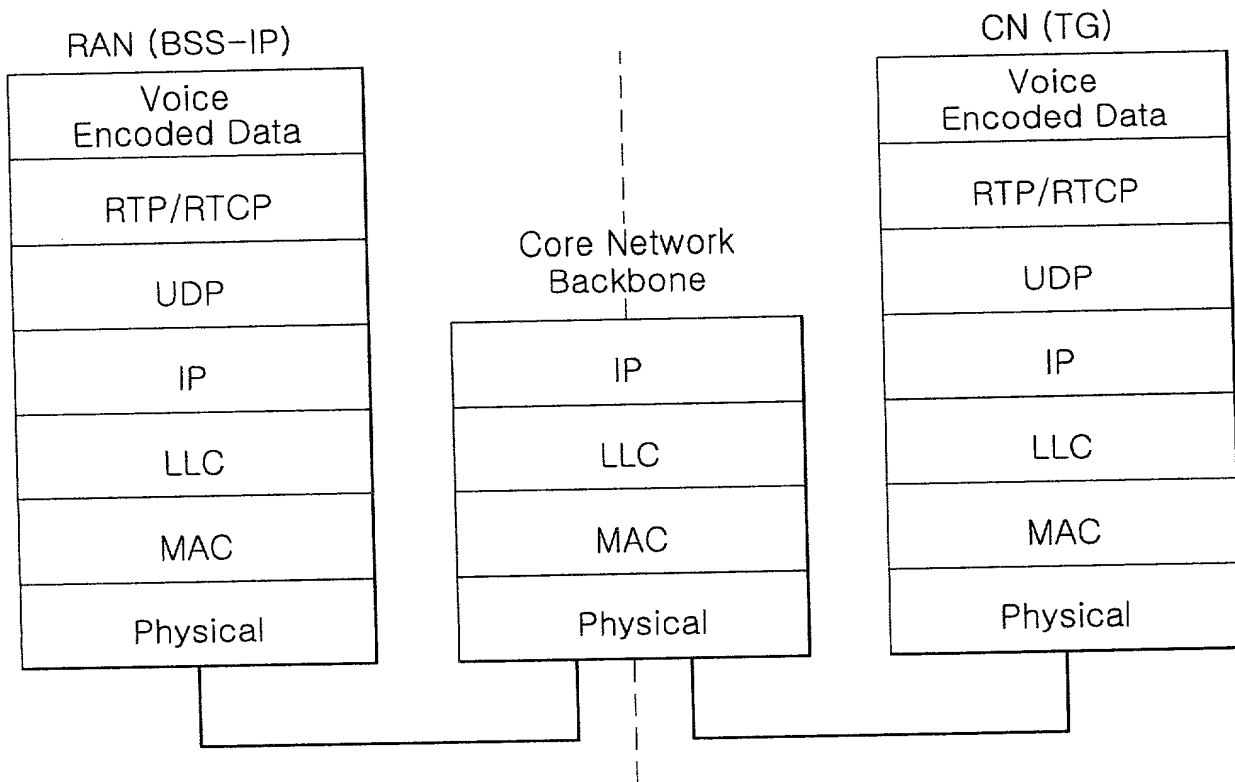 RAN (BSS-IP)
Voice
Encoded Data
RTP/RTCP
UDP
IP
LLC
MAC
Physical
Core Network
Backbone
IP
LLC
MAC
Physical
CN (TG)
Voice
Encoded Data
RTP/RTCP
UDP
IP
LLC
MAC
Physical